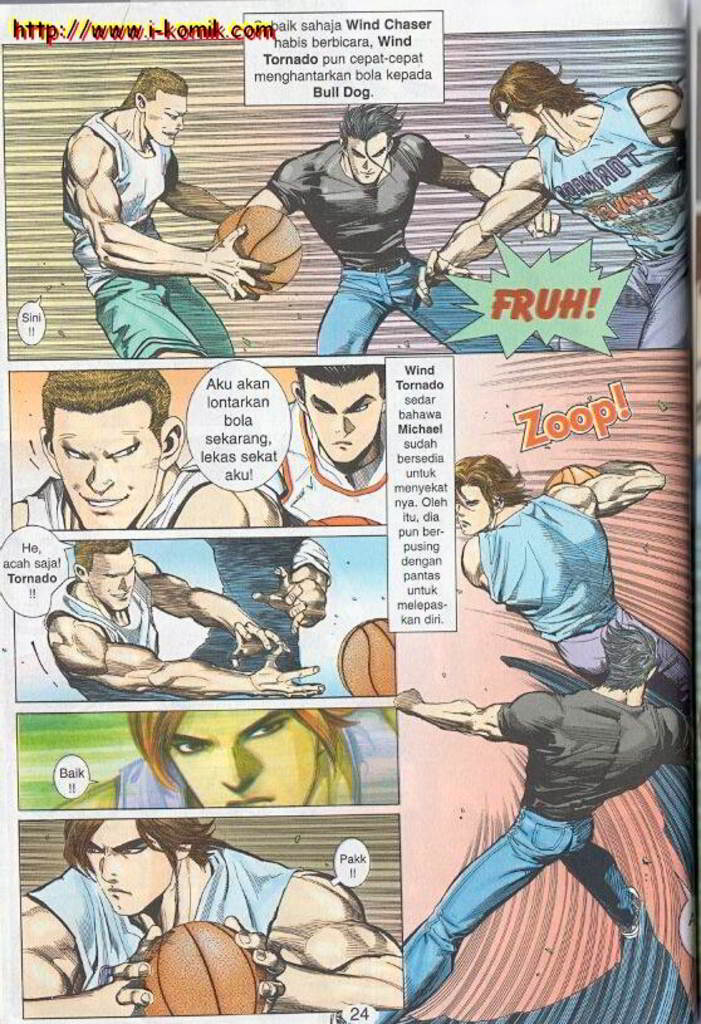 http://www.i-komik.com
baik sahaja Wind Chaser
habis berbicara, Wind
Tornado pun cepat-cepat
menghantarkan bola kepada
Bull Dog.
Sini
!!
FRUH!
Aku akan
lontarkan
bola
sekarang,
lekas sekat
aku!
Wind
Tornado
sedar
bahawa
Michael
sudah
bersedia
untuk
menyekat
nya. Oleh
itu, dia
pun ber-
pusing
dengan
pantas
untuk
melepas-
kan diri.
Zoop!
He,
acah saja!
Tornado
!!
Baik
!!
Pakk
!!
24